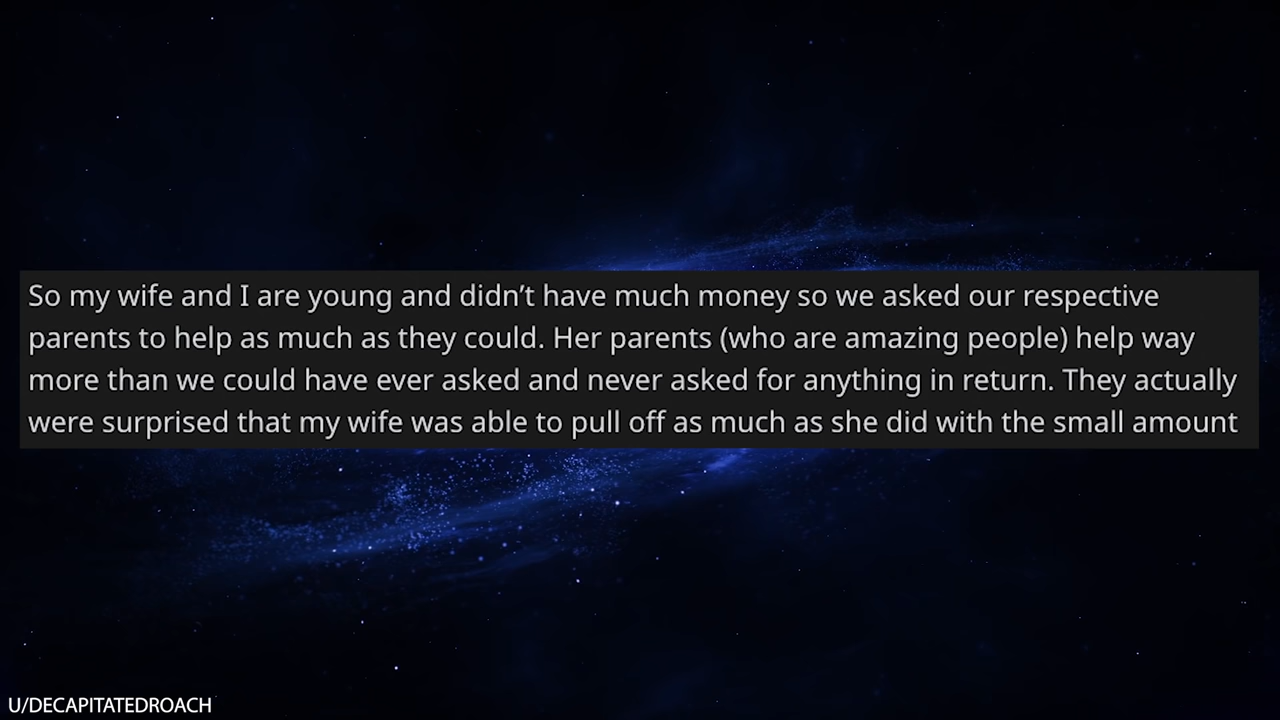 So my wife and I are young and didn’t have much money so we asked our respective
parents to help as much as they could. Her parents (who are amazing people) help way
more than we could have ever asked and never asked for anything in return. They actually
were surprised that my wife was able to pull off as much as she did with the small amount
U/DECAPITATEDROACH